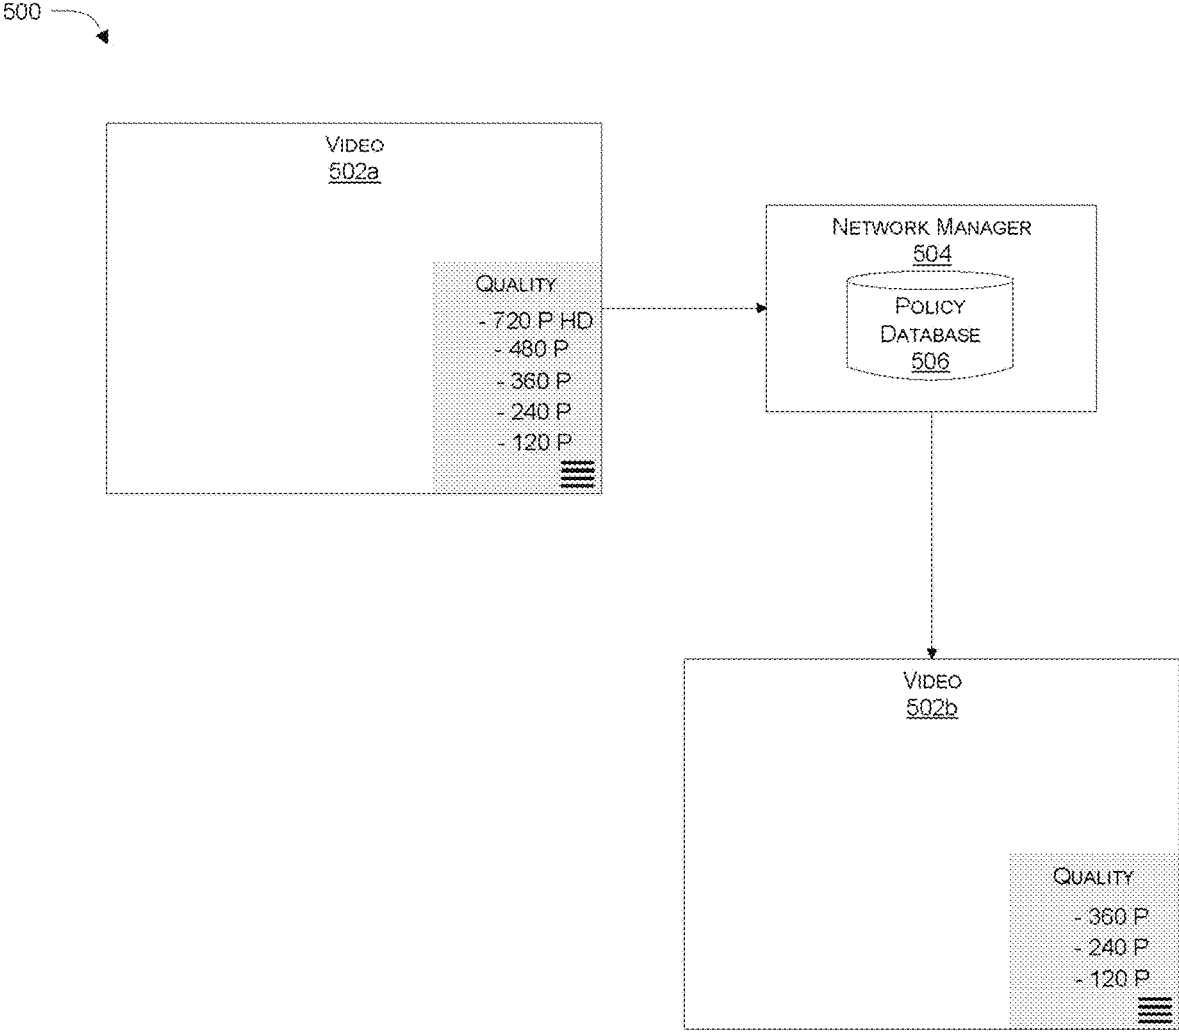 500
VIDEO
502a
QUALITY
- 720 P HD
- 480 P
- 360 P
- 240 P
- 120 P
NETWORK MANAGER
504
POLICY
DATABASE
506
VIDEO
502b
QUALITY
- 360 P
- 240 P
- 120 P